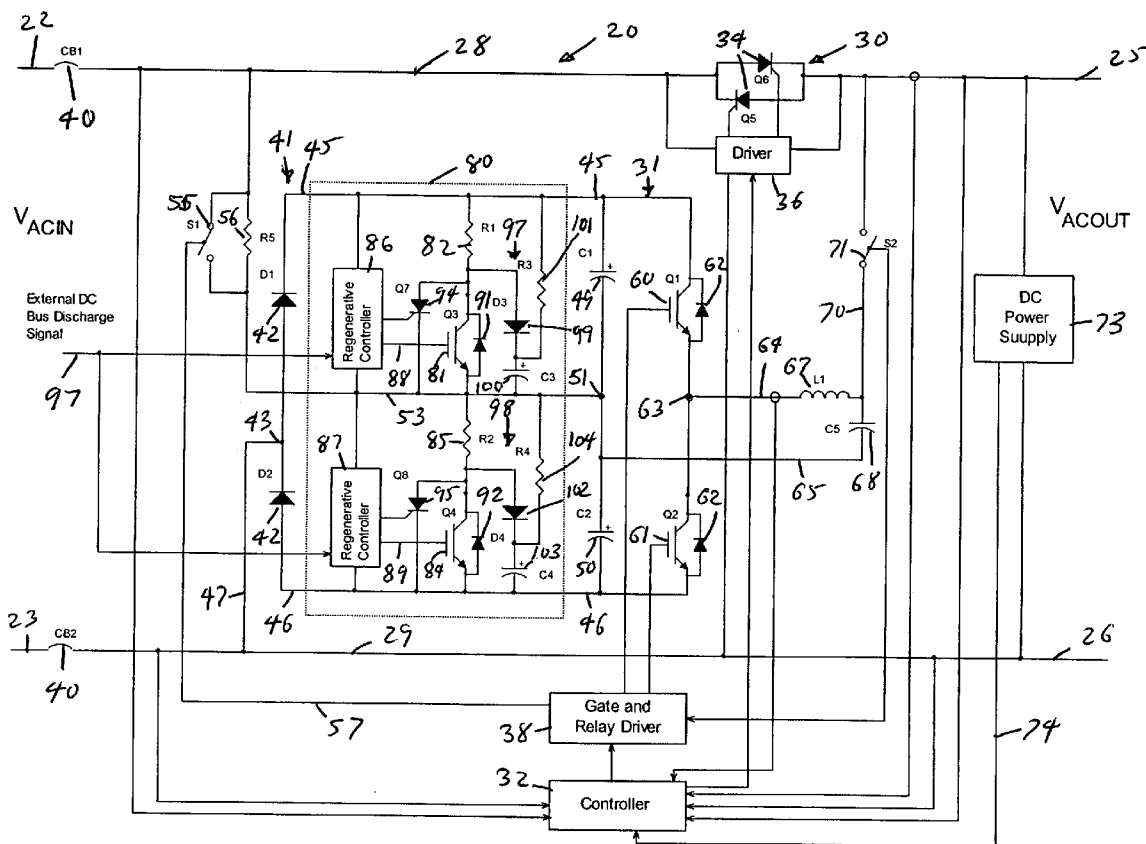 22
CB1
40
28
20
34
30
Q6
Q5
25
Driver
36
41
45
80
45
31
V ACIN
55
S1
56
R5
D1
42
86
Regenerative Controller
R1
82
97
R3
101
C1
49
Q7
94
Q3
91
D3
99
88
81
100
C3
60
Q1
62
S2
71
70
V ACOUT
DC
Power
Suupply
73
External DC
Bus Discharge
Signal
97
53
98
51
63
64
67
L1
C5
68
65
43
D2
42
87
Regenerative Controller
85
R2
R4
104
Q8
95
Q4
92
102
D4
89
84
103
C4
C2
50
61
Q2
62
47
46
46
23
CB2
40
29
26
57
38
Gate and
Relay Driver
74
32
Controller